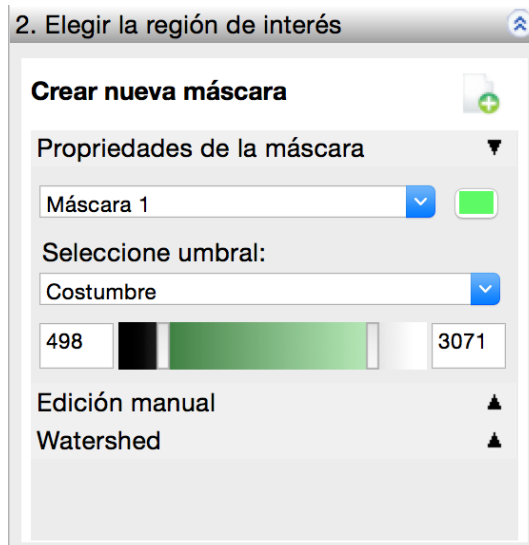 2. Elegir la región de interés
Crear nueva máscara
Propriedades de la máscara
Máscara 1
Seleccione umbral:
Costumbre
498 3071
Edición manual
Watershed